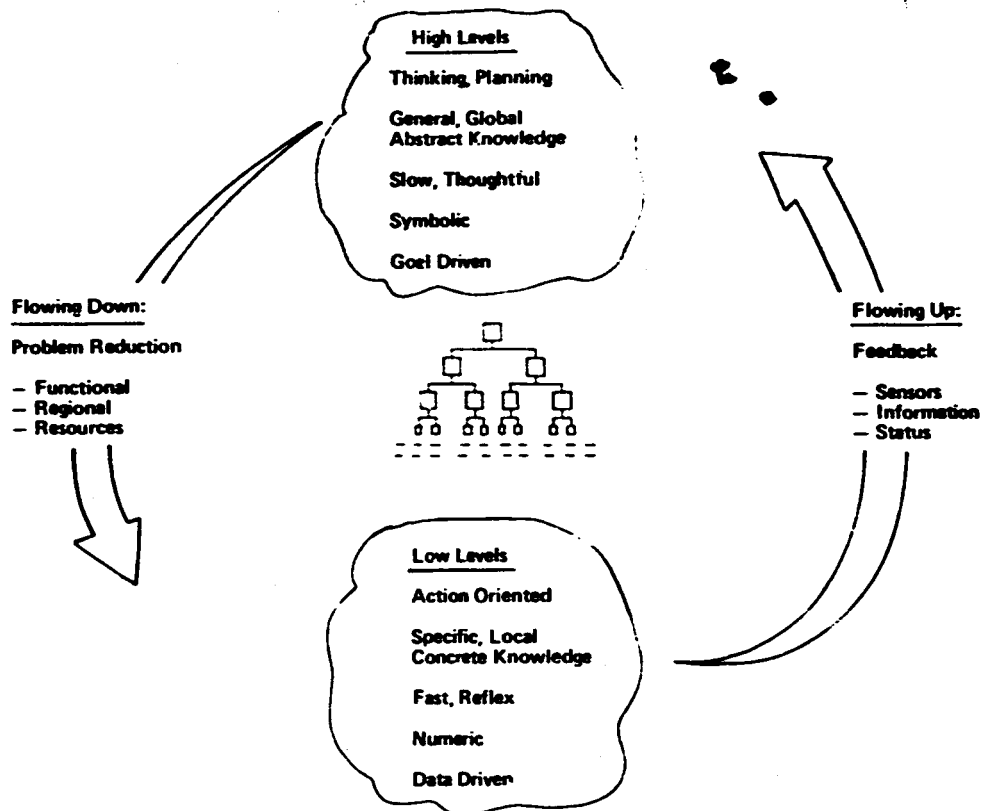 High Levels
Thinking, Planning
General, Global
Abstract Knowledge
Slow, Thoughtful
Symbolic
Goel Driven
Flowing Down:
Problem Reduction
– Functional
– Regional
– Resources
Flowing Up:
Feedback
– Sensors
– Information
– Status
Low Levels
Action Oriented
Specific, Local
Concrete Knowledge
Fast, Reflex
Numeric
Data Driven